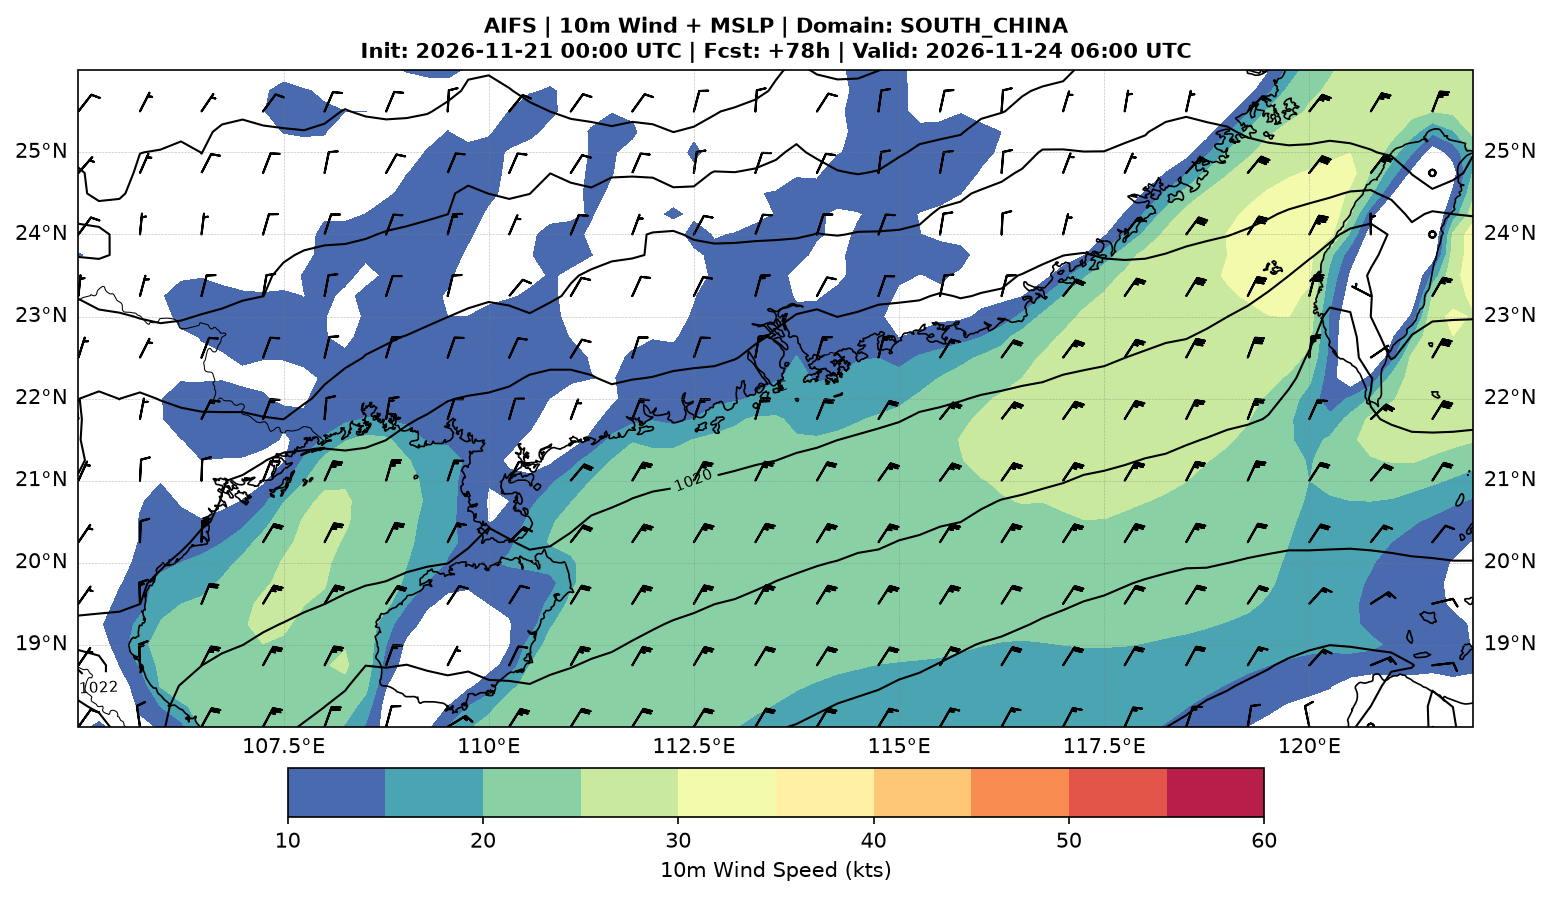 AIFS | 10m Wind + MSLP | Domain: SOUTH_CHINA
Init: 2026-11-21 00:00 UTC | Fcst: +78h | Valid: 2026-11-24 06:00 UTC
25°N 25°N
24°N 24°N
23°N 23°N
22°N 22°N
1020
21°N 21°N
20°N 20°N
19°N 19°N
1022
107.5°E 110°E 112.5°E 115°E 117.5°E 120°E
10 20 30 40 50 60
10m Wind Speed (kts)